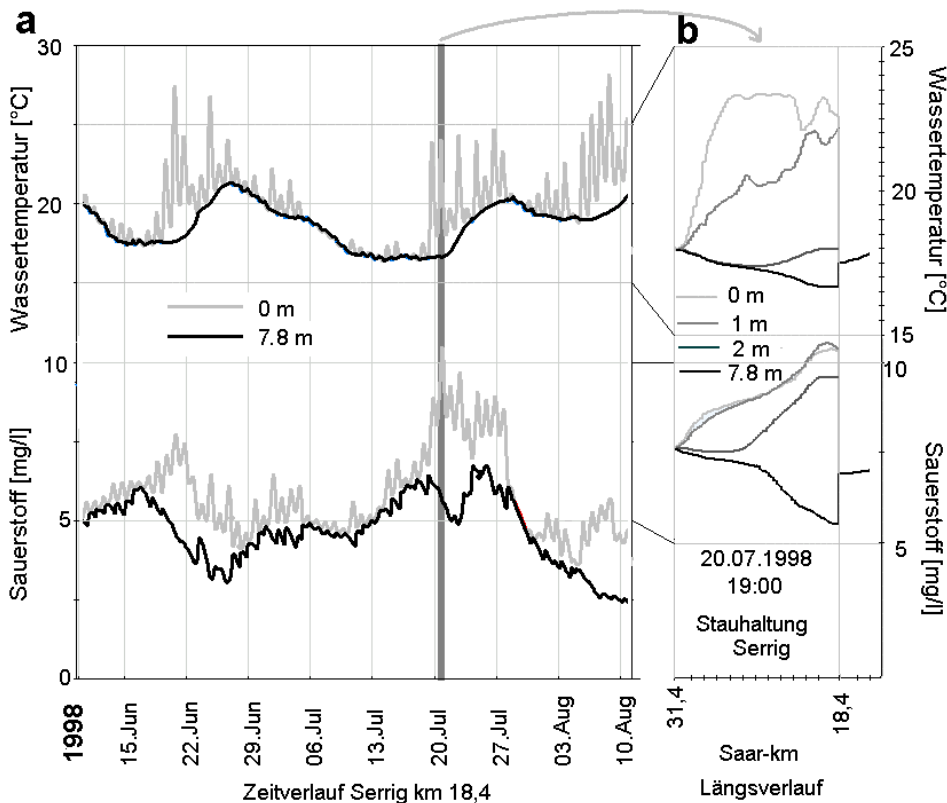 a
b
30
20
10
5
0
Wassertemperatur [°C]
Sauerstoff [mg/l]
0 m
7.8 m
1998
15.Jun
22.Jun
29.Jun
06.Jul
13.Jul
20.Jul
27.Jul
03.Aug
10.Aug
Zeitverlauf Serrig km 18,4
25
20
15
10
5
Wassertemperatur [°C]
Sauerstoff [mg/l]
0 m
1 m
2 m
7.8 m
20.07.1998
19:00
Stauhaltung
Serrig
31,4
18,4
Saar-km
Längsverlauf